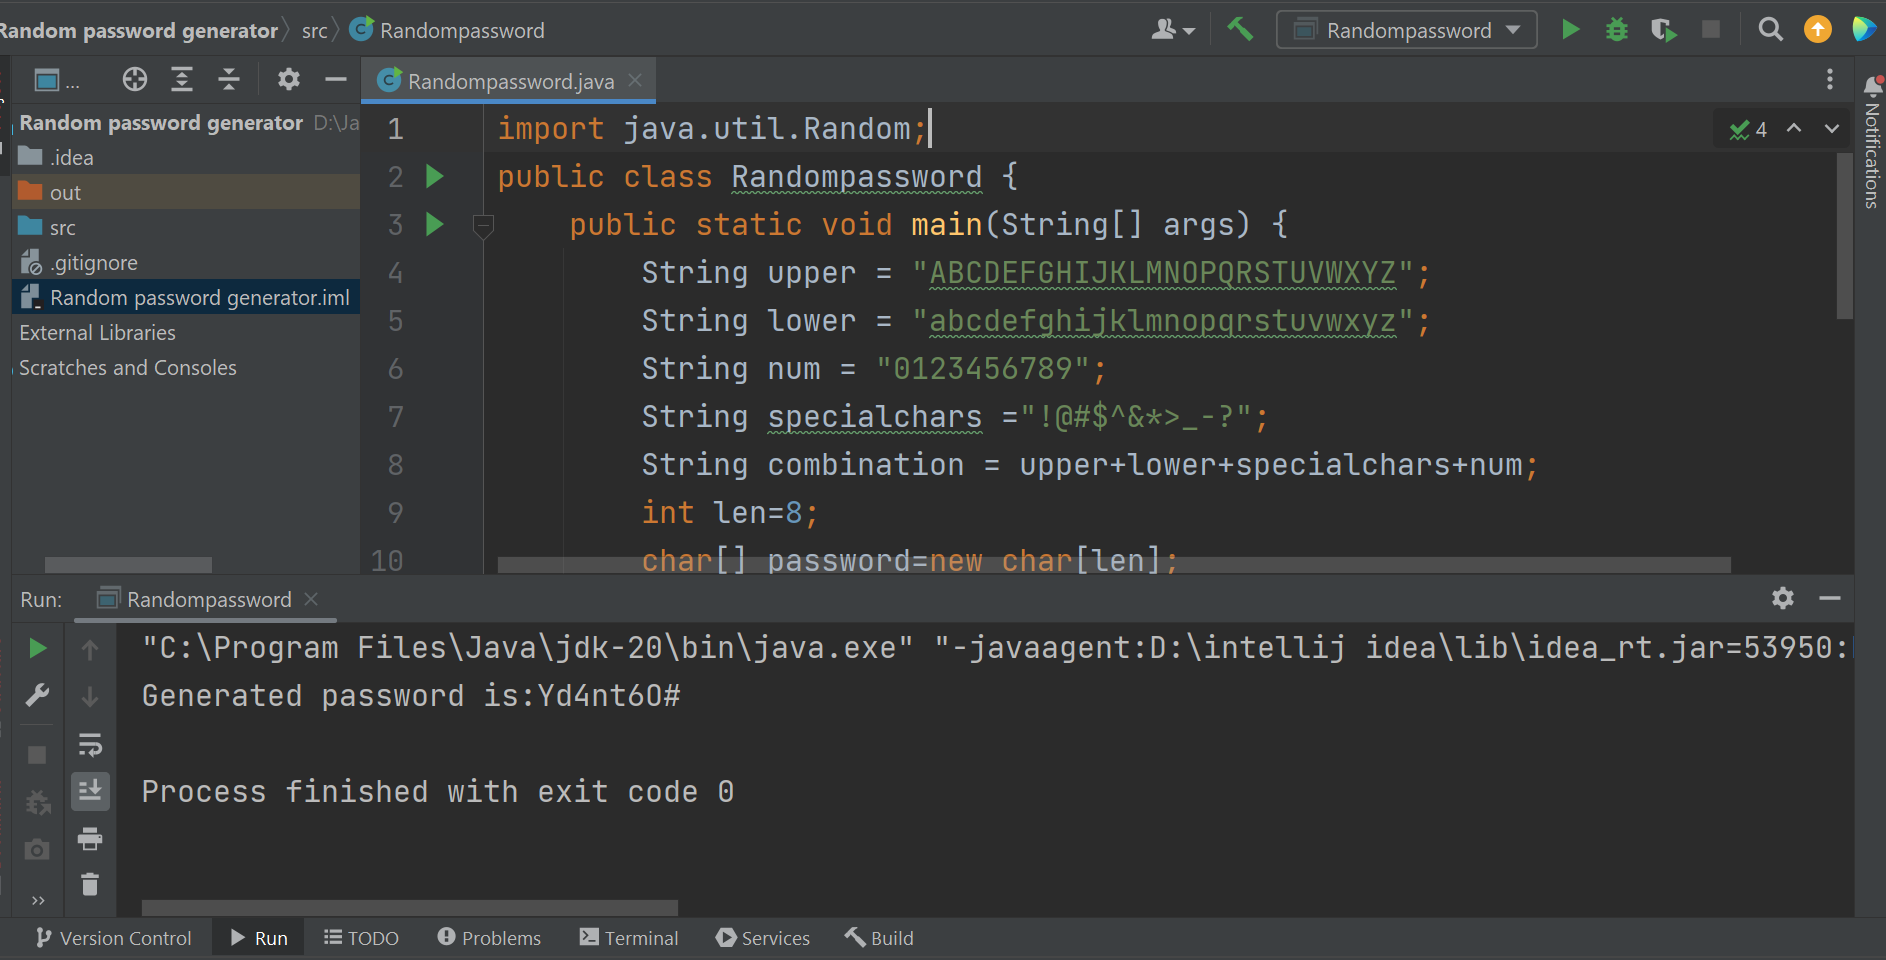 Random password generator src Randompassword
Randompassword
...
Randompassword.java
Random password generator D:\Ja
.idea
out
src
.gitignore
Random password generator.iml
External Libraries
Scratches and Consoles
1 import java.util.Random;
2 public class Randompassword {
3 public static void main(String[] args) {
4 String upper = "ABCDEFGHIJKLMNOPQRSTUVWXYZ";
5 String lower = "abcdefghijklmnopqrstuvwxyz";
6 String num = "0123456789";
7 String specialchars ="!@#$^&*>_-?";
8 String combination = upper+lower+specialchars+num;
9 int len=8;
10 char[] password=new char[len];
4
Notifications
Run: Randompassword
"C:\Program Files\Java\jdk-20\bin\java.exe" "-javaagent:D:\intellij idea\lib\idea_rt.jar=53950:
Generated password is:Yd4nt6O#
Process finished with exit code 0
Version Control Run TODO Problems Terminal Services Build